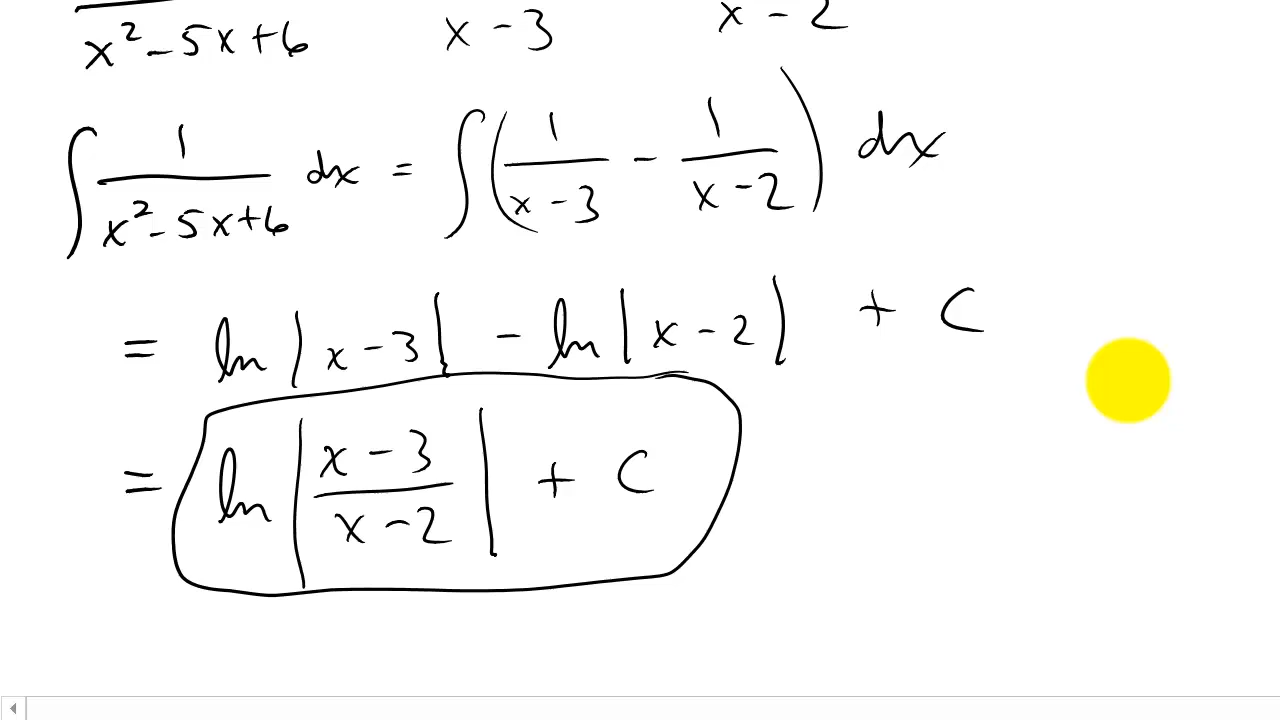 x² - 5x + 6    x - 3    x - 2
∫ 1/(x² - 5x + 6) dx = ∫ (1/(x - 3) - 1/(x - 2)) dx
= ln |x - 3| - ln |x - 2| + C
= ln |(x - 3)/(x - 2)| + C